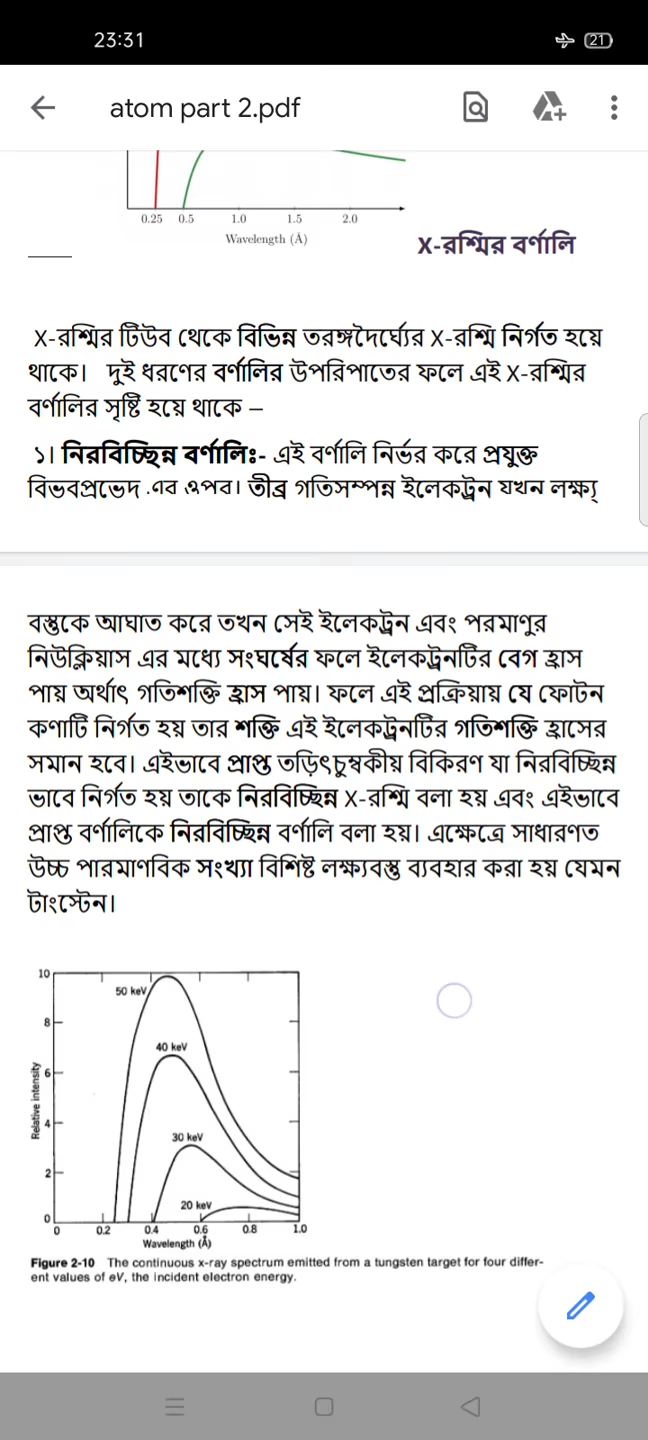 23:31
21
atom part 2.pdf
0.25 0.5 1.0 1.5 2.0
Wavelength (Å)
X-রশ্মির বর্ণালি
X-রশ্মির টিউব থেকে বিভিন্ন তরঙ্গদৈর্ঘ্যের X-রশ্মি নির্গত হয়ে
থাকে। দুই ধরণের বর্ণালির উপরিপাতের ফলে এই X-রশ্মির
বর্ণালির সৃষ্টি হয়ে থাকে –
১। নিরবিচ্ছিন্ন বর্ণালিঃ- এই বর্ণালি নির্ভর করে প্রযুক্ত
বিভবপ্রভেদ .এর ওপর। তীব্র গতিসম্পন্ন ইলেকট্রন যখন লক্ষ্য
বস্তুকে আঘাত করে তখন সেই ইলেকট্রন এবং পরমাণুর
নিউক্লিয়াস এর মধ্যে সংঘর্ষের ফলে ইলেকট্রনটির বেগ হ্রাস
পায় অর্থাৎ গতিশক্তি হ্রাস পায়। ফলে এই প্রক্রিয়ায় যে ফোটন
কণাটি নির্গত হয় তার শক্তি এই ইলেকট্রনটির গতিশক্তি হ্রাসের
সমান হবে। এইভাবে প্রাপ্ত তড়িৎচুম্বকীয় বিকিরণ যা নিরবিচ্ছিন্ন
ভাবে নির্গত হয় তাকে নিরবিচ্ছিন্ন X-রশ্মি বলা হয় এবং এইভাবে
প্রাপ্ত বর্ণালিকে নিরবিচ্ছিন্ন বর্ণালি বলা হয়। এক্ষেত্রে সাধারণত
উচ্চ পারমাণবিক সংখ্যা বিশিষ্ট লক্ষ্যবস্তু ব্যবহার করা হয় যেমন
টাংস্টেন।
10
50 keV
8
40 keV
6
Relative intensity
4
30 keV
2
20 keV
0
0 0.2 0.4 0.6 0.8 1.0
Wavelength (Å)
Figure 2-10 The continuous x-ray spectrum emitted from a tungsten target for four differ-
ent values of eV, the incident electron energy.